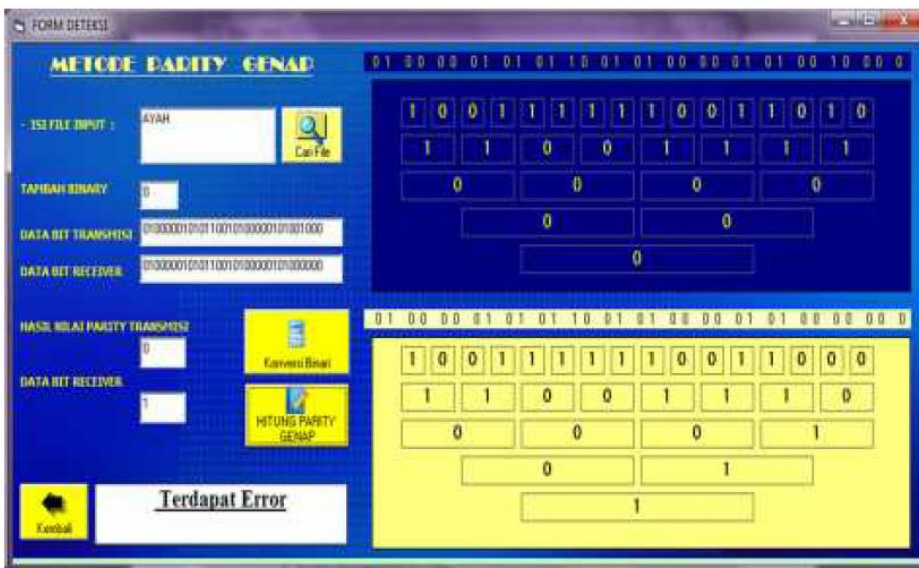 FORM DETEKSI
METODE PARITY GENAP
- ISI FILE INPUT :
AYAH
Cari File
TAMBAH BINARY
0
DATA BIT TRANSMISI
01000001010110010100000101001000
DATA BIT RECEIVER
01000001010110010100000101000000
HASIL NILAI PARITY TRANSMISI
0
Konversi Binari
DATA BIT RECEIVER
1
HITUNG PARITY
GENAP
Kembali
Terdapat Error
01 00 00 01 01 01 10 01 01 00 00 01 01 00 10 00 0
1 0 0 1 1 1 1 1 1 0 0 1 1 0 1 0
1 1 0 0 1 1 1 1
0 0 0 0
0 0
0
01 00 00 01 01 01 10 01 01 00 00 01 01 00 00 00 0
1 0 0 1 1 1 1 1 1 0 0 1 1 0 0 0
1 1 0 0 1 1 1 0
0 0 0 1
0 1
1